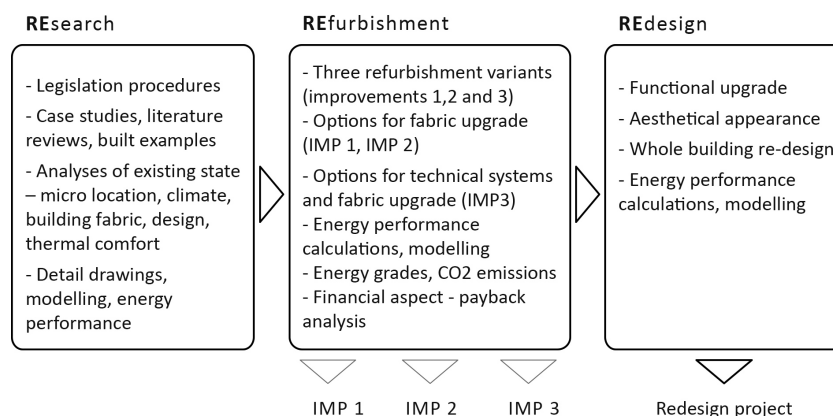 REsearch
- Legislation procedures
- Case studies, literature
reviews, built examples
- Analyses of existing state
– micro location, climate,
building fabric, design,
thermal comfort
- Detail drawings,
modelling, energy
performance
REfurbishment
- Three refurbishment variants
(improvements 1,2 and 3)
- Options for fabric upgrade
(IMP 1, IMP 2)
- Options for technical systems
and fabric upgrade (IMP3)
- Energy performance
calculations, modelling
- Energy grades, CO2 emissions
- Financial aspect - payback
analysis
IMP 1
IMP 2
IMP 3
REdesign
- Functional upgrade
- Aesthetical appearance
- Whole building re-design
- Energy performance
calculations, modelling
Redesign project